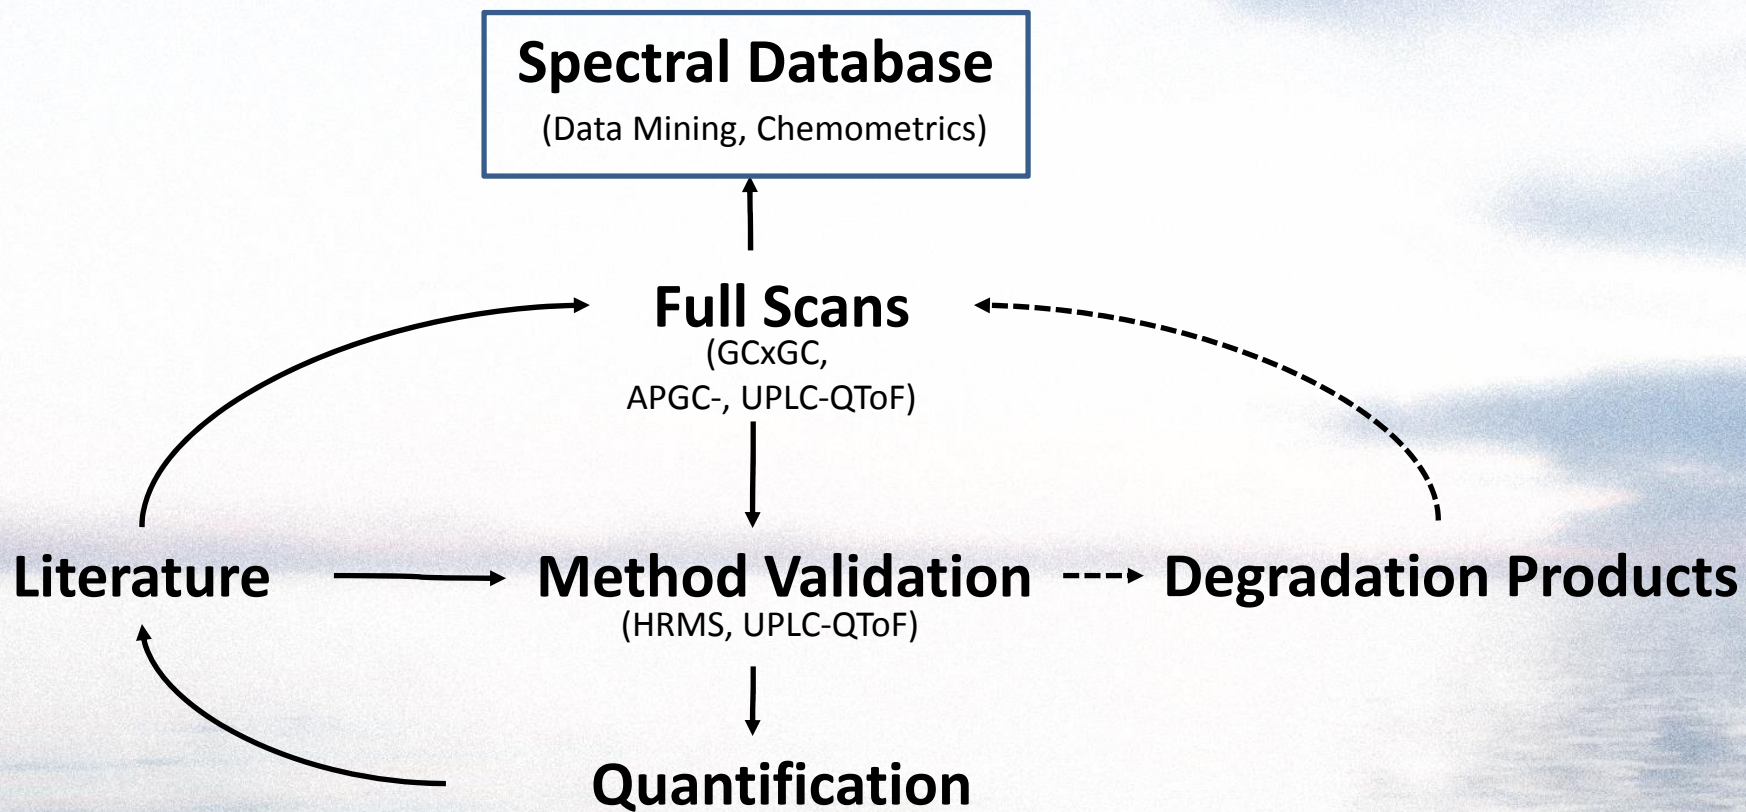 Spectral Database
(Data Mining, Chemometrics)
Full Scans
(GCxGC,
APGC-, UPLC-QToF)
Literature
Method Validation
(HRMS, UPLC-QToF)
Degradation Products
Quantification